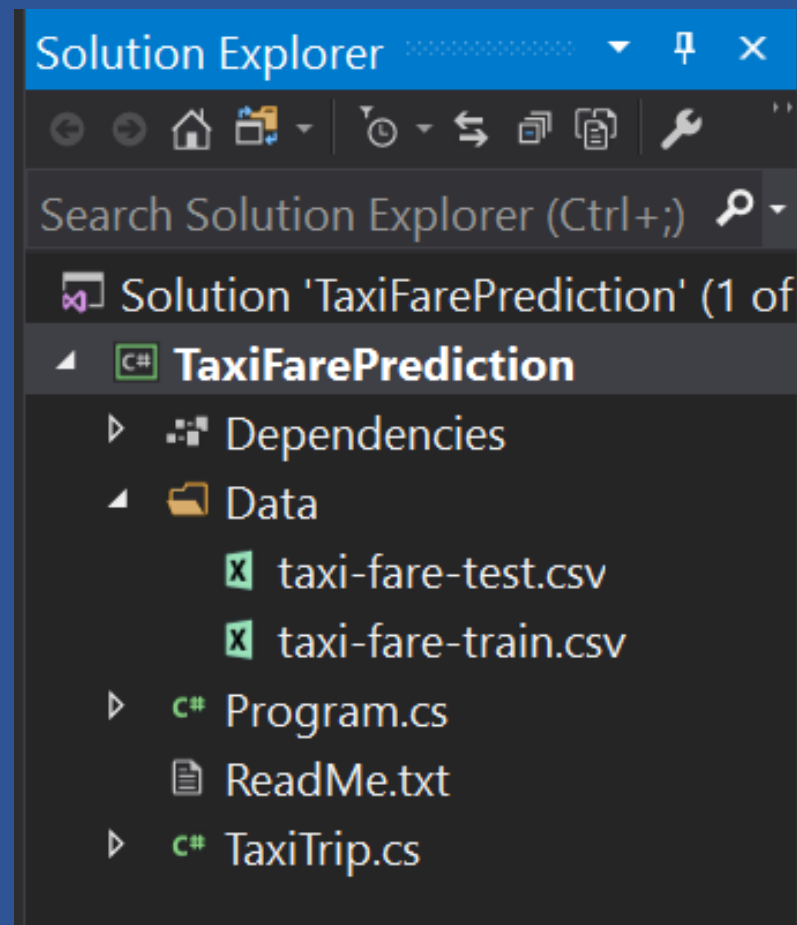 Solution Explorer
Search Solution Explorer (Ctrl+;)
Solution 'TaxiFarePrediction' (1 of
C# TaxiFarePrediction
Dependencies
Data
taxi-fare-test.csv
taxi-fare-train.csv
C# Program.cs
ReadMe.txt
C# TaxiTrip.cs